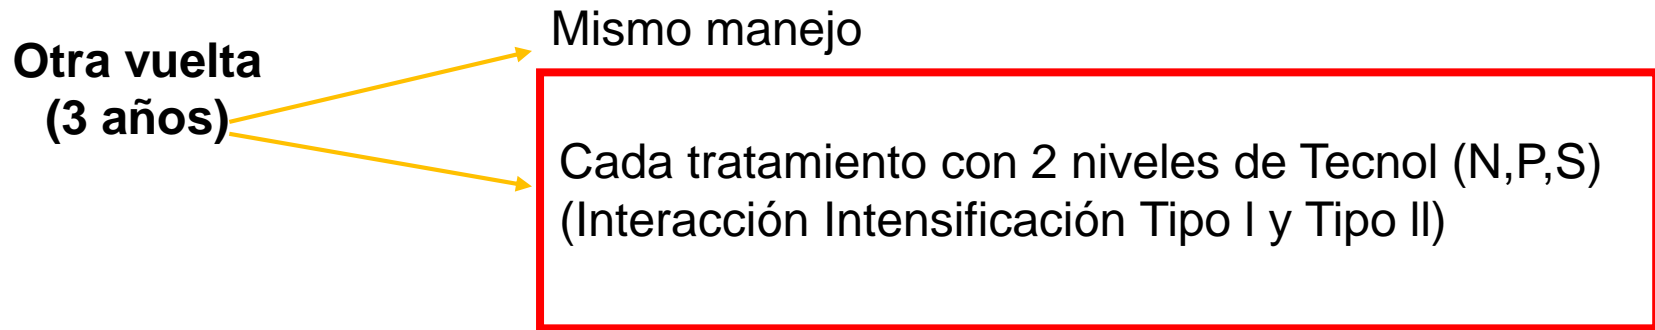 Otra vuelta
(3 años)
Mismo manejo
Cada tratamiento con 2 niveles de Tecnol (N,P,S)
(Interacción Intensificación Tipo I y Tipo II)